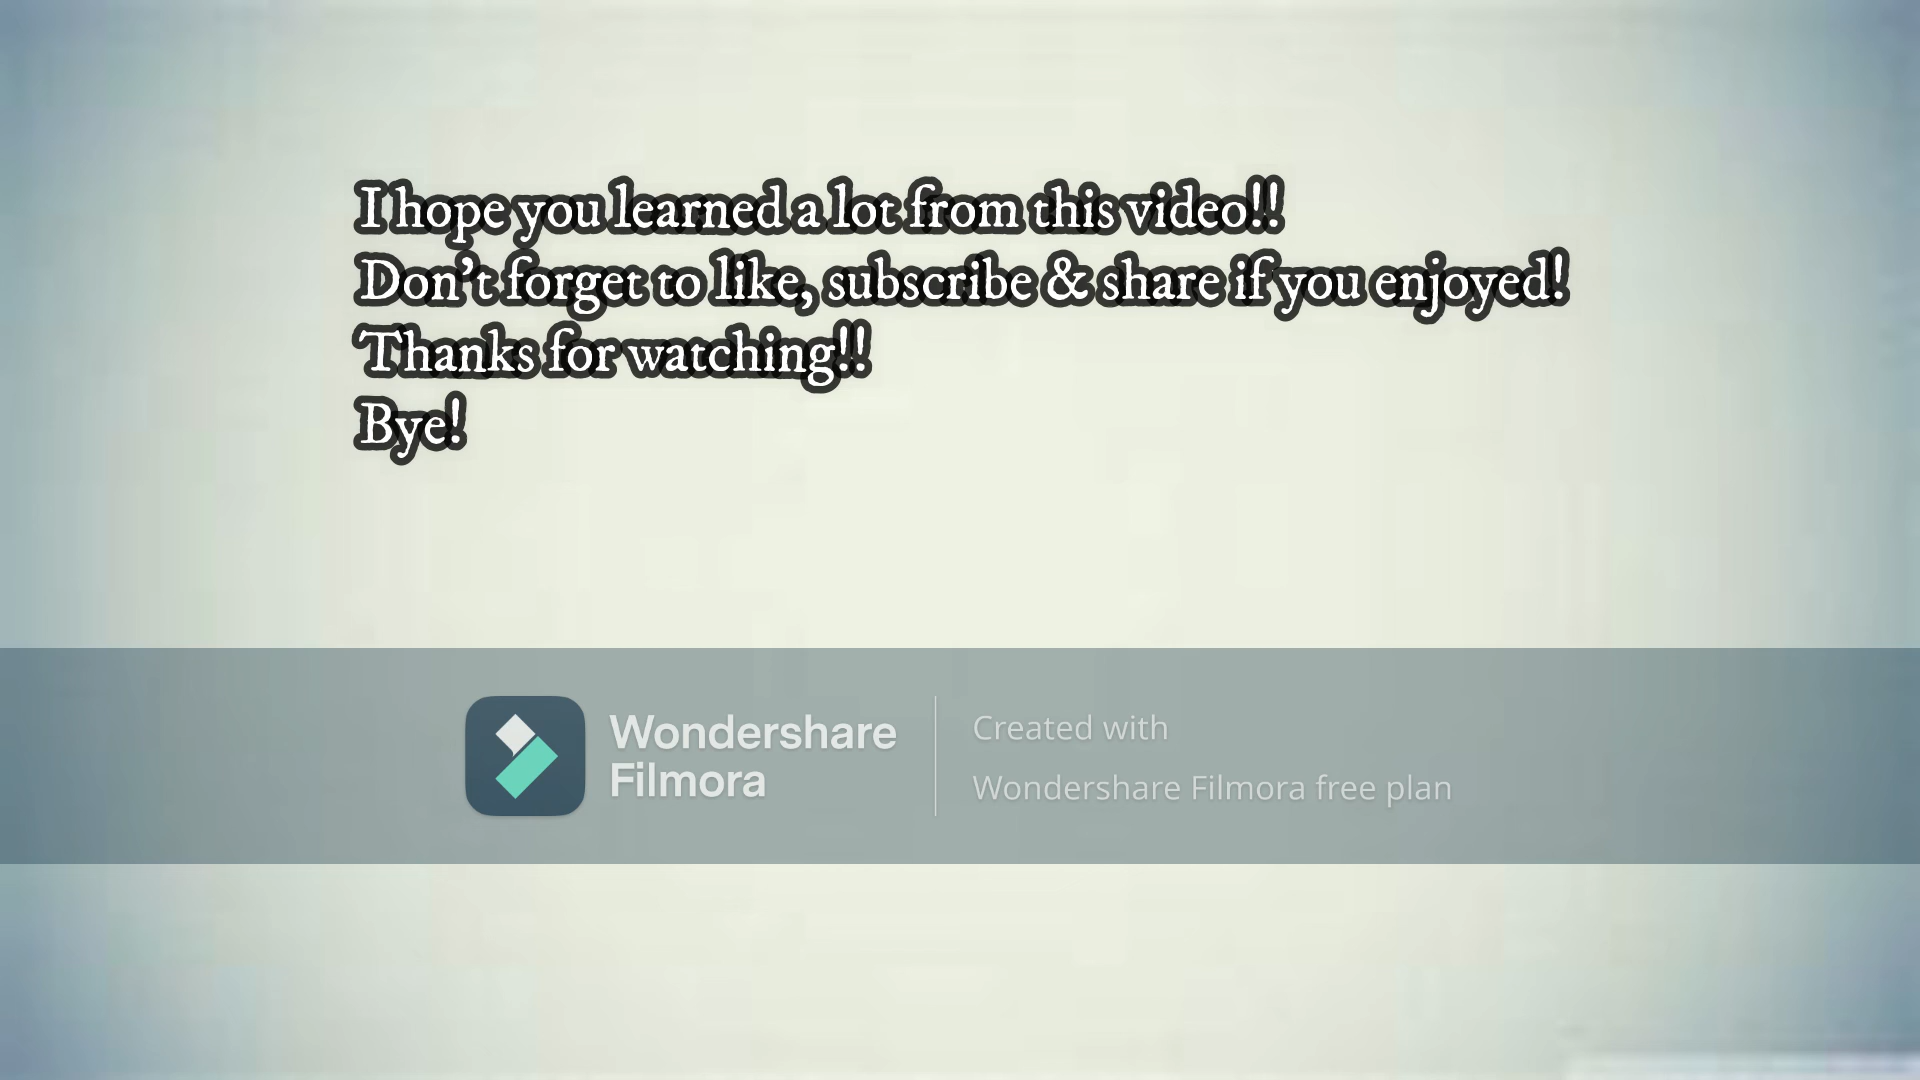 I hope you learned a lot from this video!!
Don't forget to like, subscribe & share if you enjoyed!
Thanks for watching!!
Bye!
Wondershare
Filmora
Created with
Wondershare Filmora free plan